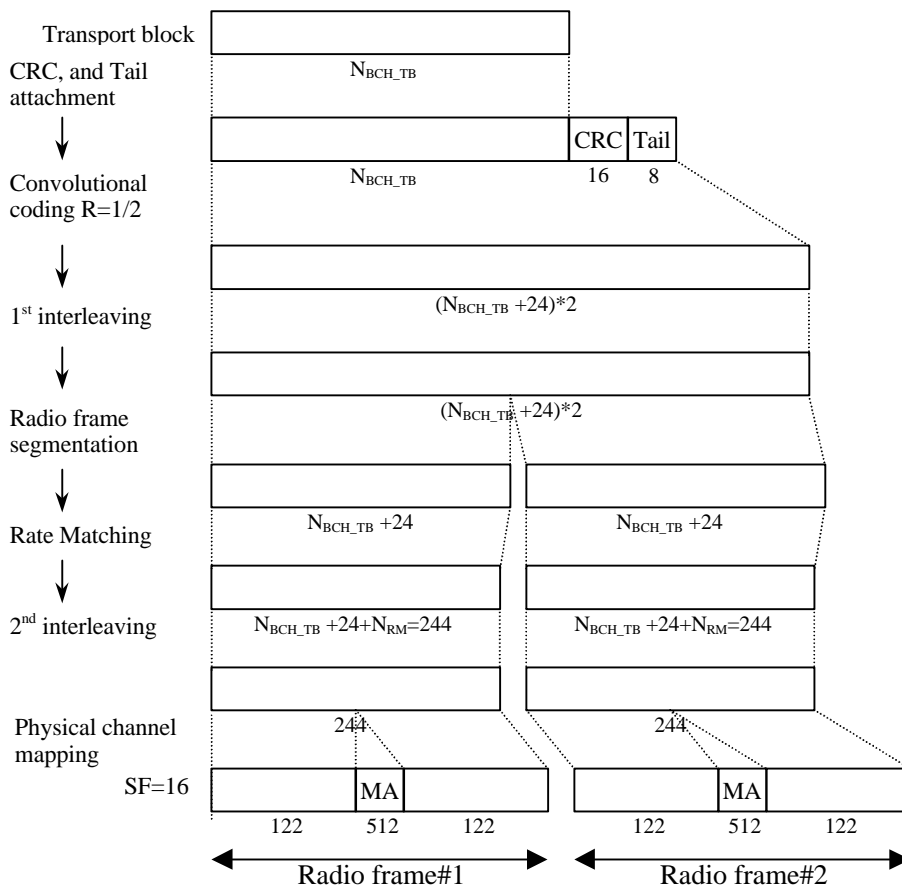 Transport block
N_BCH_TB
CRC, and Tail
attachment
CRC Tail
N_BCH_TB 16 8
Convolutional
coding R=1/2
(N_BCH_TB +24)*2
1st interleaving
(N_BCH_TB +24)*2
Radio frame
segmentation
N_BCH_TB +24 N_BCH_TB +24
Rate Matching
N_BCH_TB +24+N_RM=244 N_BCH_TB +24+N_RM=244
2nd interleaving
244 244
Physical channel
mapping
SF=16 MA MA
122 512 122 122 512 122
Radio frame#1 Radio frame#2